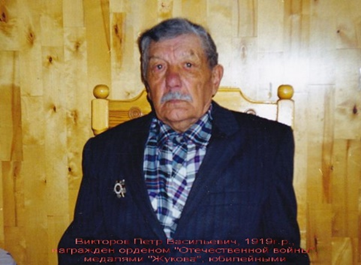 Викторов Петр Васильевич, 1919г.р.,
награжден орденом "Отечественной войны
медалями "Жукова", юбилейными